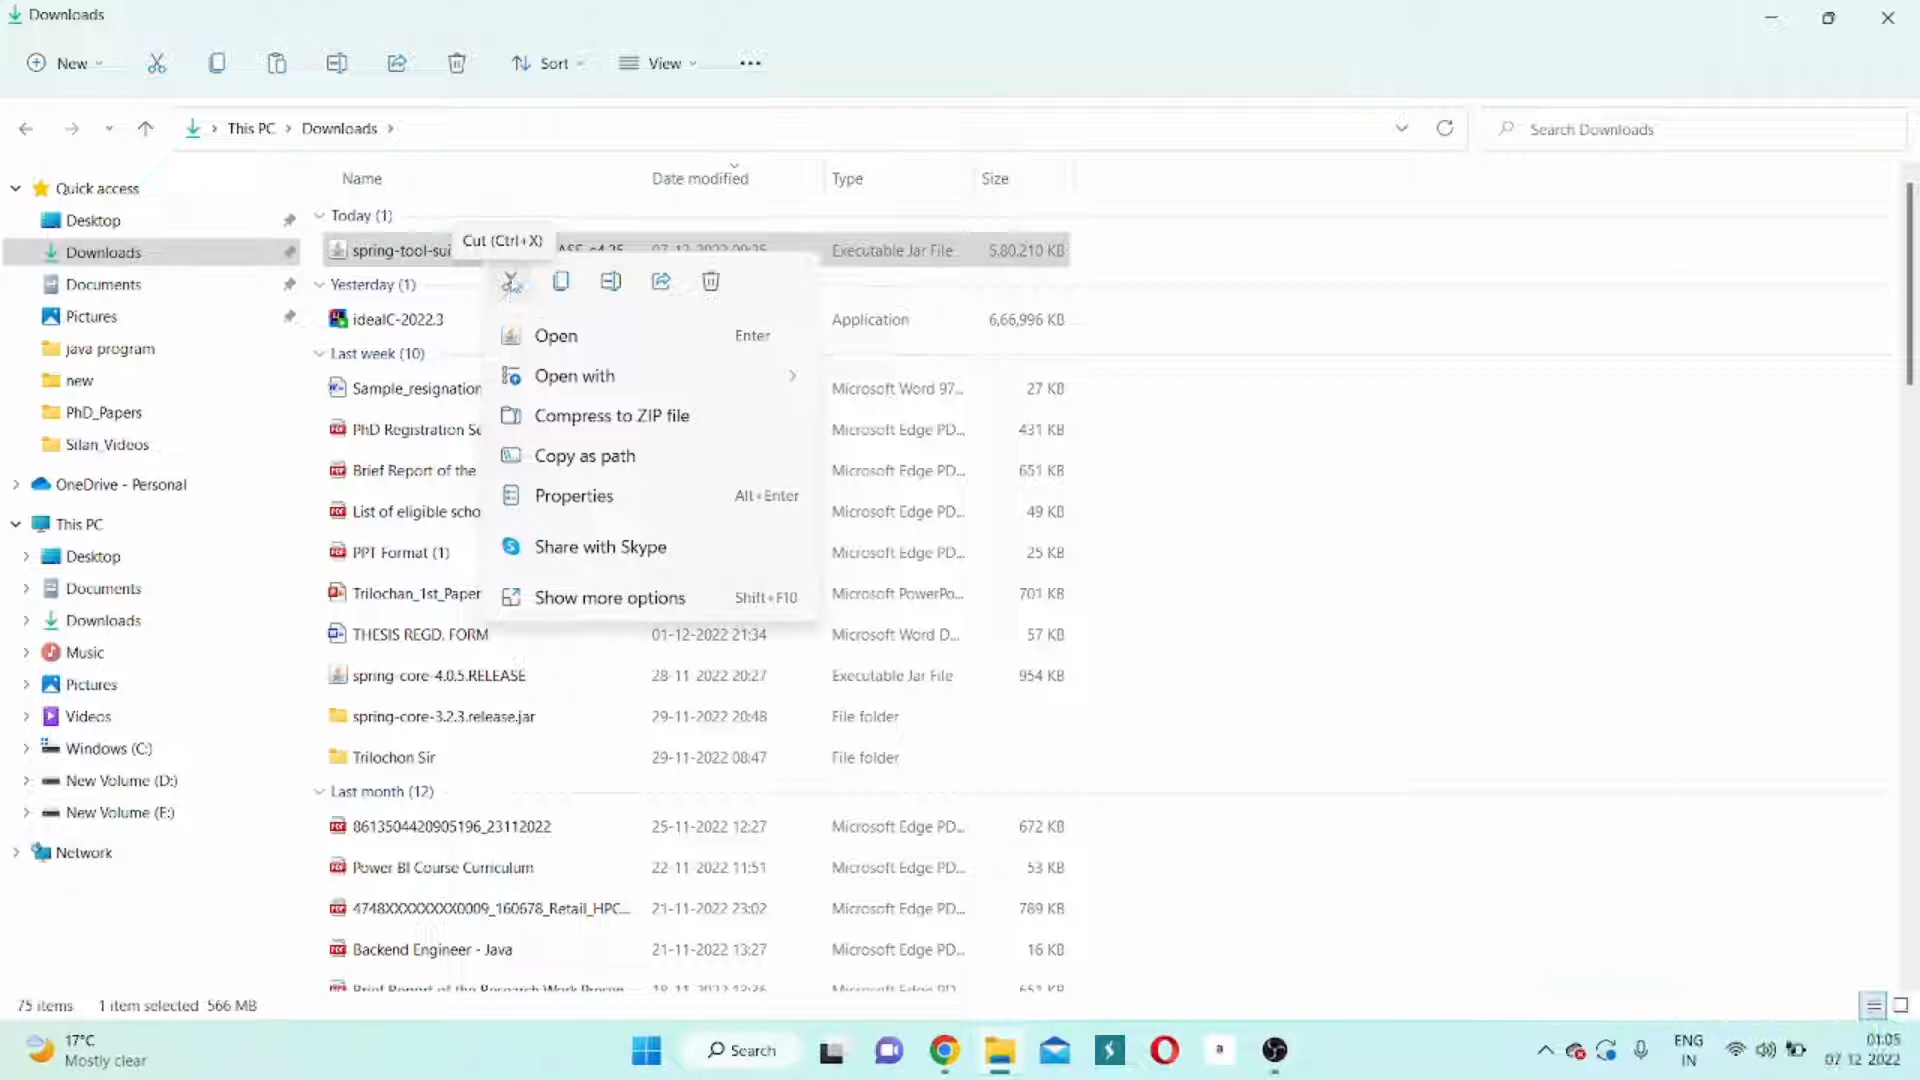 Downloads
New
Sort
View
This PC > Downloads >
Search Downloads
Name
Date modified
Type
Size
Quick access
Desktop
Downloads
Documents
Pictures
java program
new
PhD_Papers
Silan_Videos
OneDrive - Personal
This PC
Desktop
Documents
Downloads
Music
Pictures
Videos
Windows (C:)
New Volume (D:)
New Volume (E:)
Network
Today (1)
spring-tool-sui
Executable Jar File
5,80,210 KB
Cut (Ctrl+X)
Yesterday (1)
ideaIC-2022.3
Application
6,66,996 KB
Last week (10)
Sample_resignation
Microsoft Word 97...
27 KB
PhD Registration Se
Microsoft Edge PD...
431 KB
Brief Report of the
Microsoft Edge PD...
651 KB
List of eligible scho
Microsoft Edge PD...
49 KB
PPT Format (1)
Microsoft Edge PD...
25 KB
Trilochan_1st_Paper
Microsoft PowerPo...
701 KB
THESIS REGD. FORM
01-12-2022 21:34
Microsoft Word D...
57 KB
spring-core-4.0.5.RELEASE
28-11-2022 20:27
Executable Jar File
954 KB
spring-core-3.2.3.release.jar
29-11-2022 20:48
File folder
Trilochon Sir
29-11-2022 08:47
File folder
Last month (12)
8613504420905196_23112022
25-11-2022 12:27
Microsoft Edge PD...
672 KB
Power BI Course Curriculum
22-11-2022 11:51
Microsoft Edge PD...
53 KB
4748XXXXXXXX0009_160678_Retail_HPC...
21-11-2022 23:02
Microsoft Edge PD...
789 KB
Backend Engineer - Java
21-11-2022 13:27
Microsoft Edge PD...
16 KB
Open
Enter
Open with
Compress to ZIP file
Copy as path
Properties
Alt+Enter
Share with Skype
Show more options
Shift+F10
75 items
1 item selected 566 MB
17°C
Mostly clear
Search
ENG
IN
01:05
07-12-2022